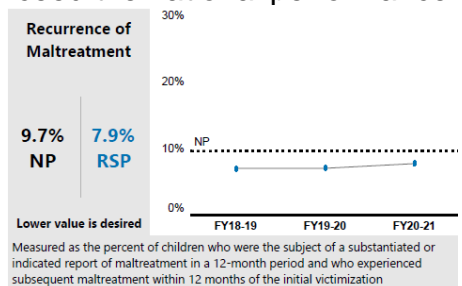 Recurrence of
Maltreatment
9.7%
NP
7.9%
RSP
Lower value is desired
30%
20%
10%
0%
NP
FY18-19
FY19-20
FY20-21
Measured as the percent of children who were the subject of a substantiated or
indicated report of maltreatment in a 12-month period and who experienced
subsequent maltreatment within 12 months of the initial victimization